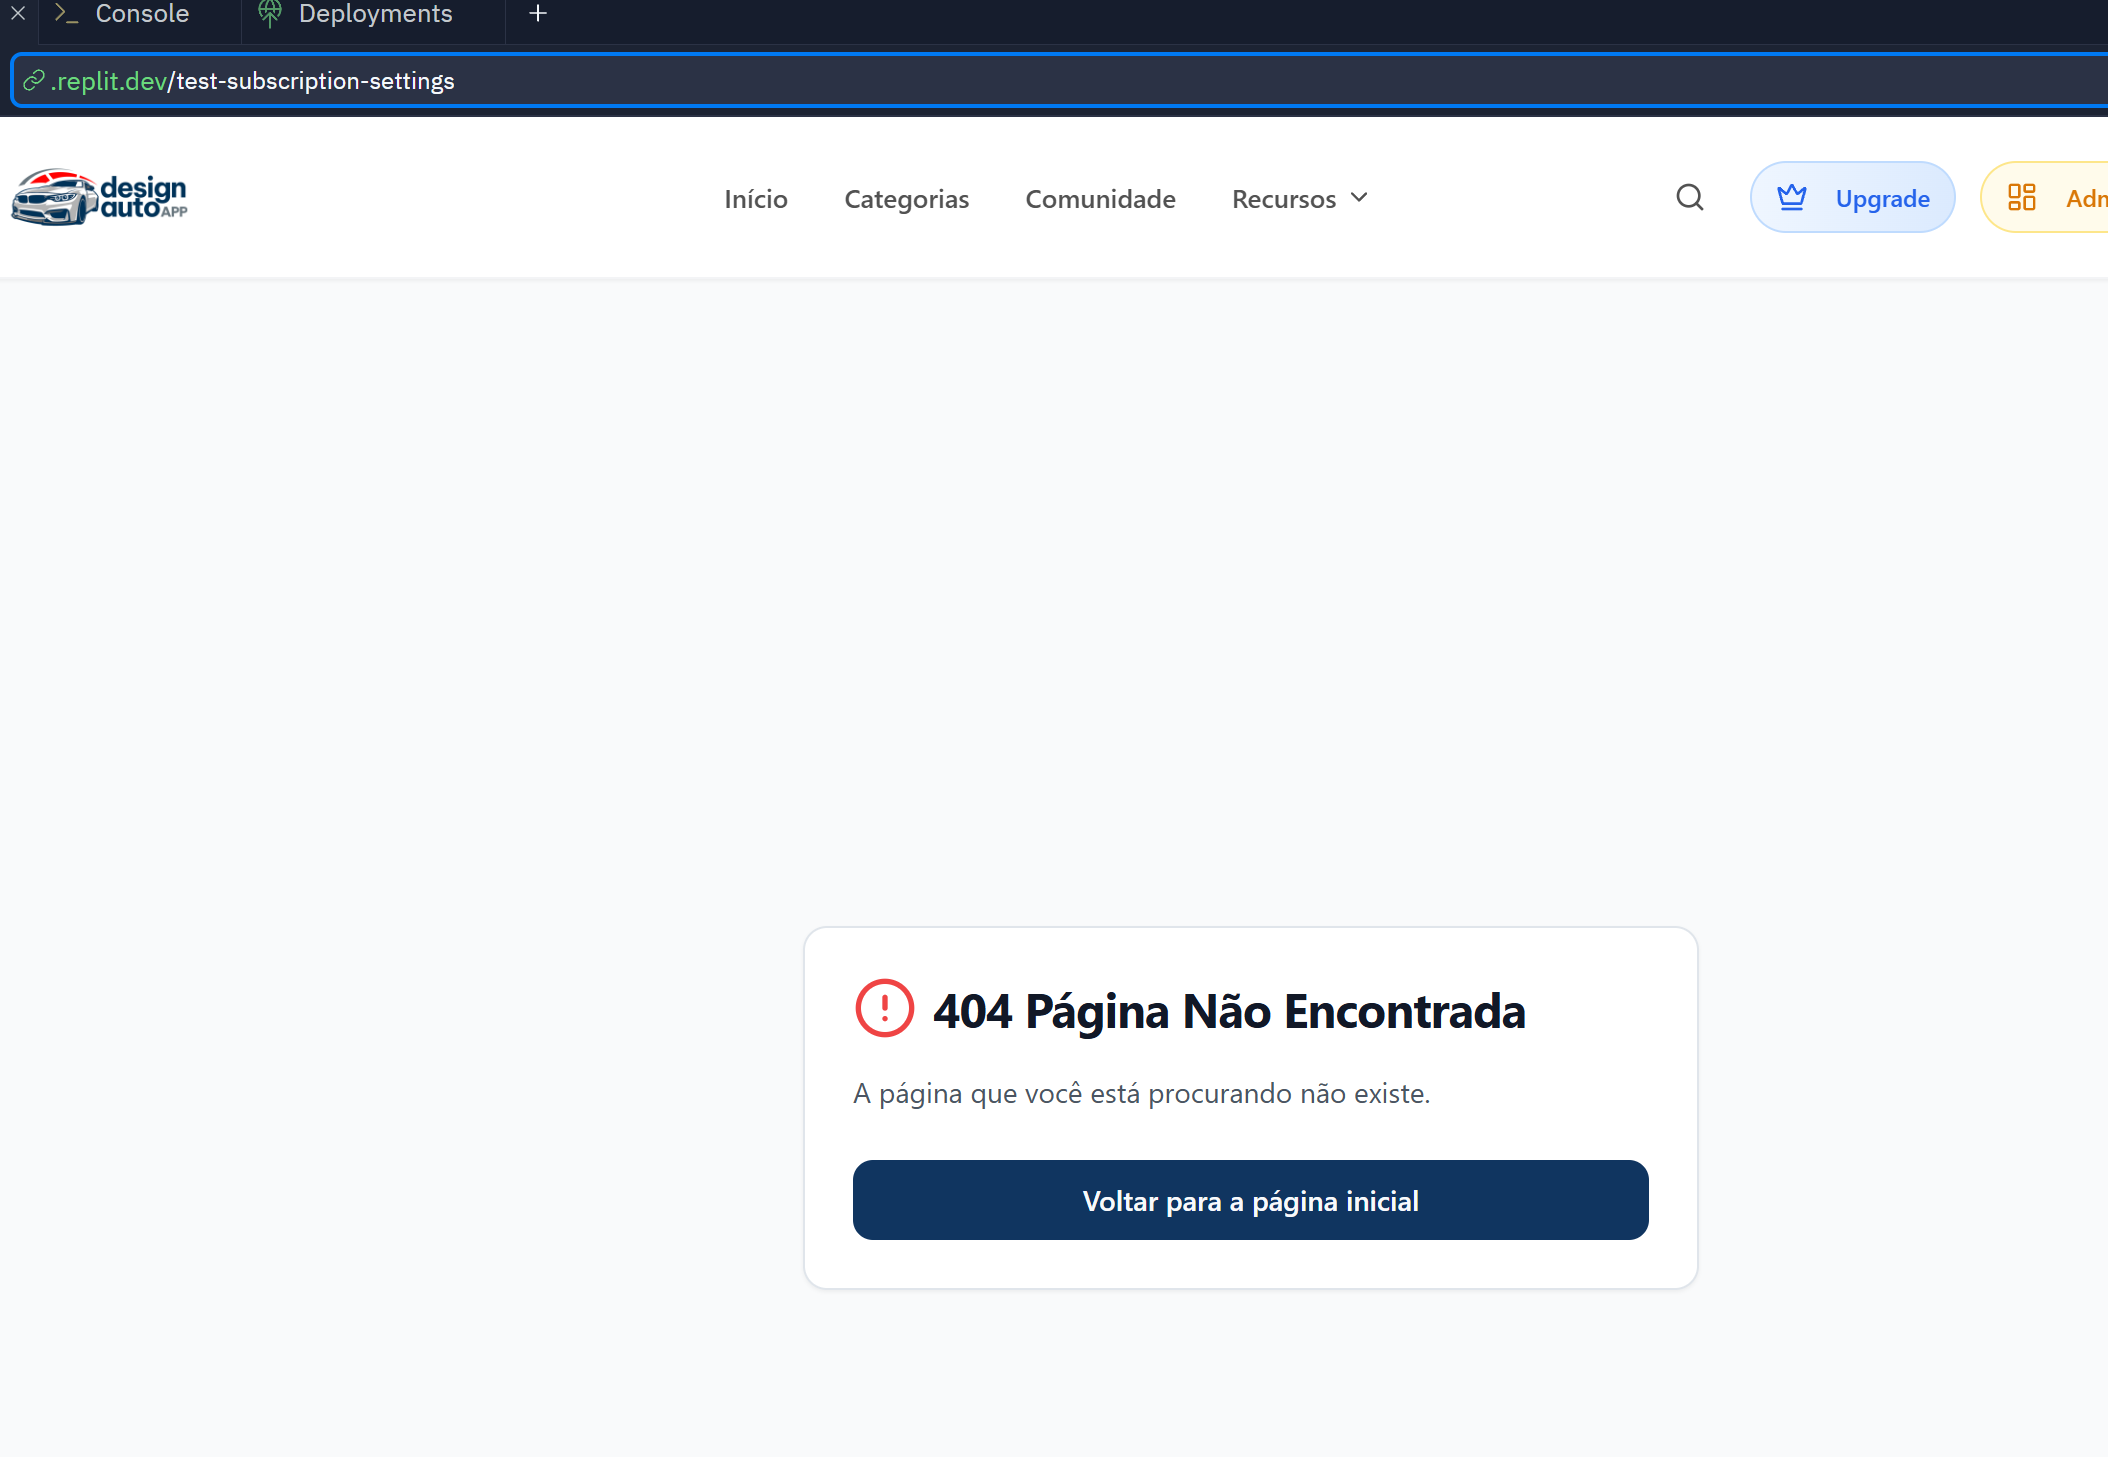 Console
Deployments
.replit.dev/test-subscription-settings
design
auto APP
Início
Categorias
Comunidade
Recursos
Upgrade
404 Página Não Encontrada
A página que você está procurando não existe.
Voltar para a página inicial